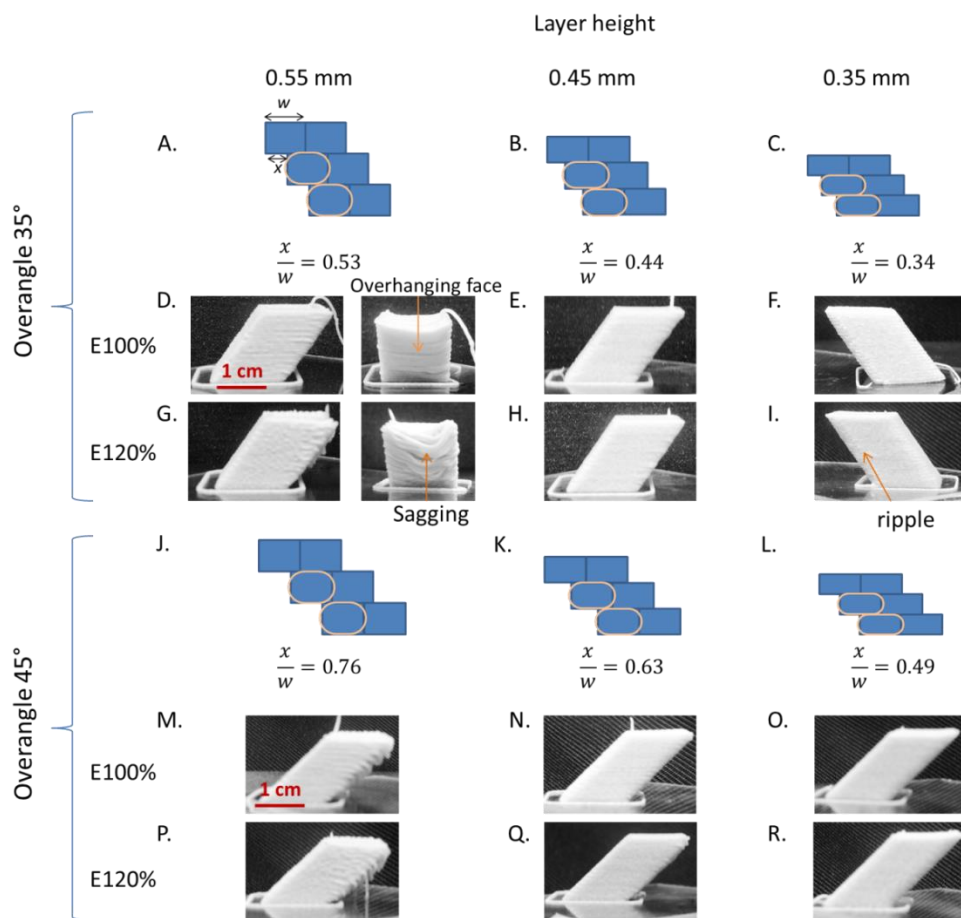 Layer height
0.55 mm
0.45 mm
0.35 mm
Overangle 35°
A.
w
x
B.
C.
x/w = 0.53
x/w = 0.44
x/w = 0.34
Overhanging face
D.
E.
F.
E100%
1 cm
G.
H.
I.
E120%
Sagging
ripple
Overangle 45°
J.
K.
L.
x/w = 0.76
x/w = 0.63
x/w = 0.49
M.
N.
O.
E100%
1 cm
P.
Q.
R.
E120%